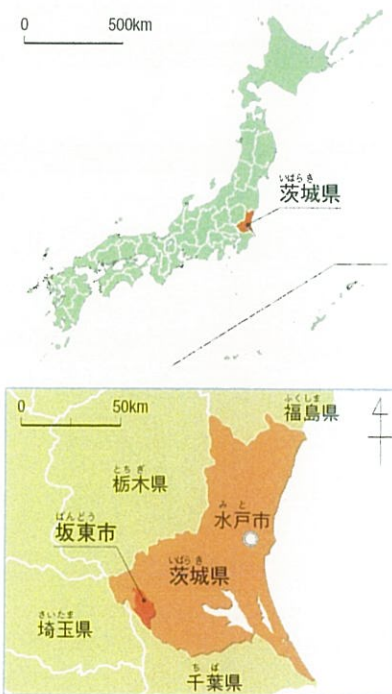 0 500km
いばらき
茨城県
0 50km
ふくしま
福島県
とちぎ
栃木県
みと
水戸市
ばんどう
坂東市
いばらき
茨城県
さいたま
埼玉県
ちば
千葉県